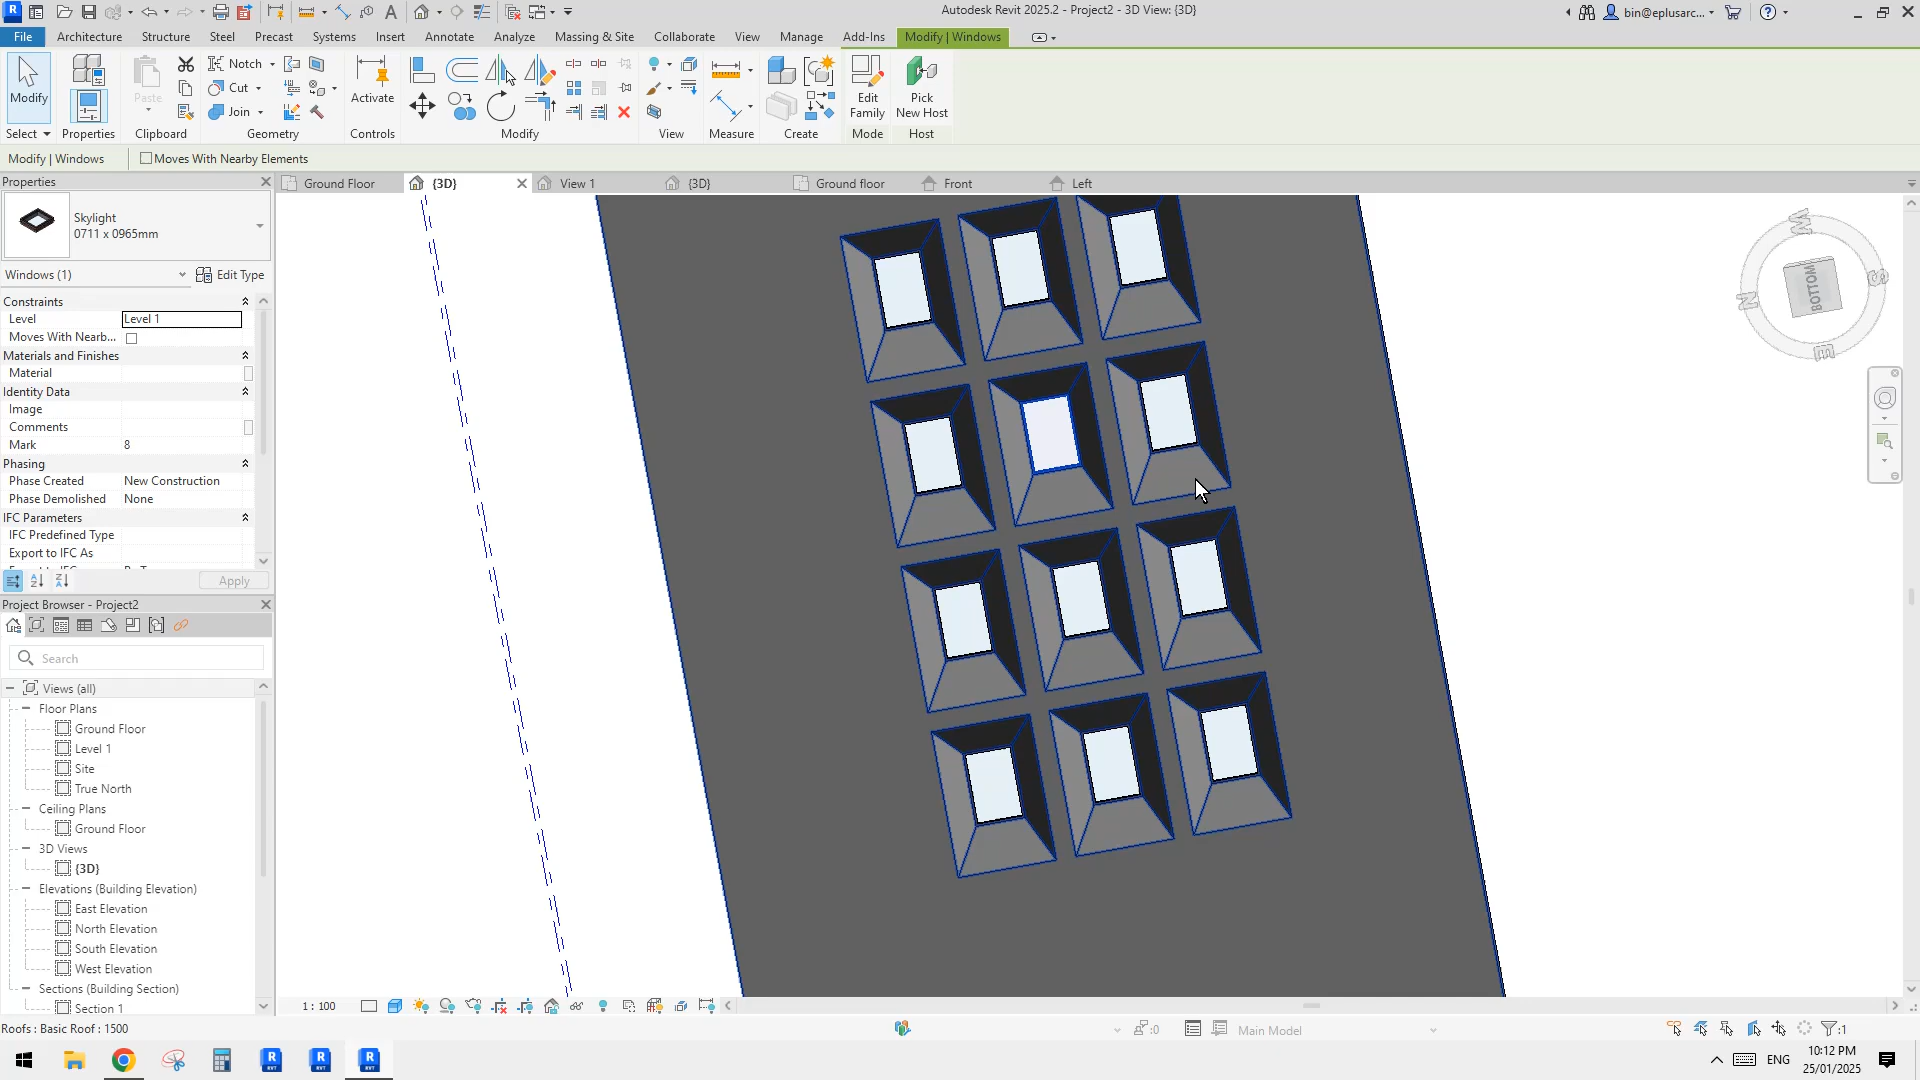 Autodesk Revit 2025.2 - Project2 - 3D View: {3D}
bin@eplusarc...
File
Architecture
Structure
Steel
Precast
Systems
Insert
Annotate
Analyze
Massing & Site
Collaborate
View
Manage
Add-Ins
Modify | Windows
Modify
Paste
Notch
Cut
Join
Activate
Edit
Family
Pick
New Host
Select
Properties
Clipboard
Geometry
Controls
Modify
View
Measure
Create
Mode
Host
Modify | Windows
Moves With Nearby Elements
Properties
Ground Floor
{3D}
View 1
{3D}
Ground floor
Front
Left
Skylight
0711 x 0965mm
Windows (1)
Edit Type
Constraints
Level
Level 1
Moves With Nearb...
Materials and Finishes
Material
Identity Data
Image
Comments
Mark
8
Phasing
Phase Created
New Construction
Phase Demolished
None
IFC Parameters
IFC Predefined Type
Export to IFC As
Apply
Project Browser - Project2
Search
Views (all)
Floor Plans
Ground Floor
Level 1
Site
True North
Ceiling Plans
Ground Floor
3D Views
{3D}
Elevations (Building Elevation)
East Elevation
North Elevation
South Elevation
West Elevation
Sections (Building Section)
Section 1
BOTTOM
W
S
N
E
1 : 100
Roofs : Basic Roof : 1500
:0
Main Model
:1
ENG
10:12 PM
25/01/2025